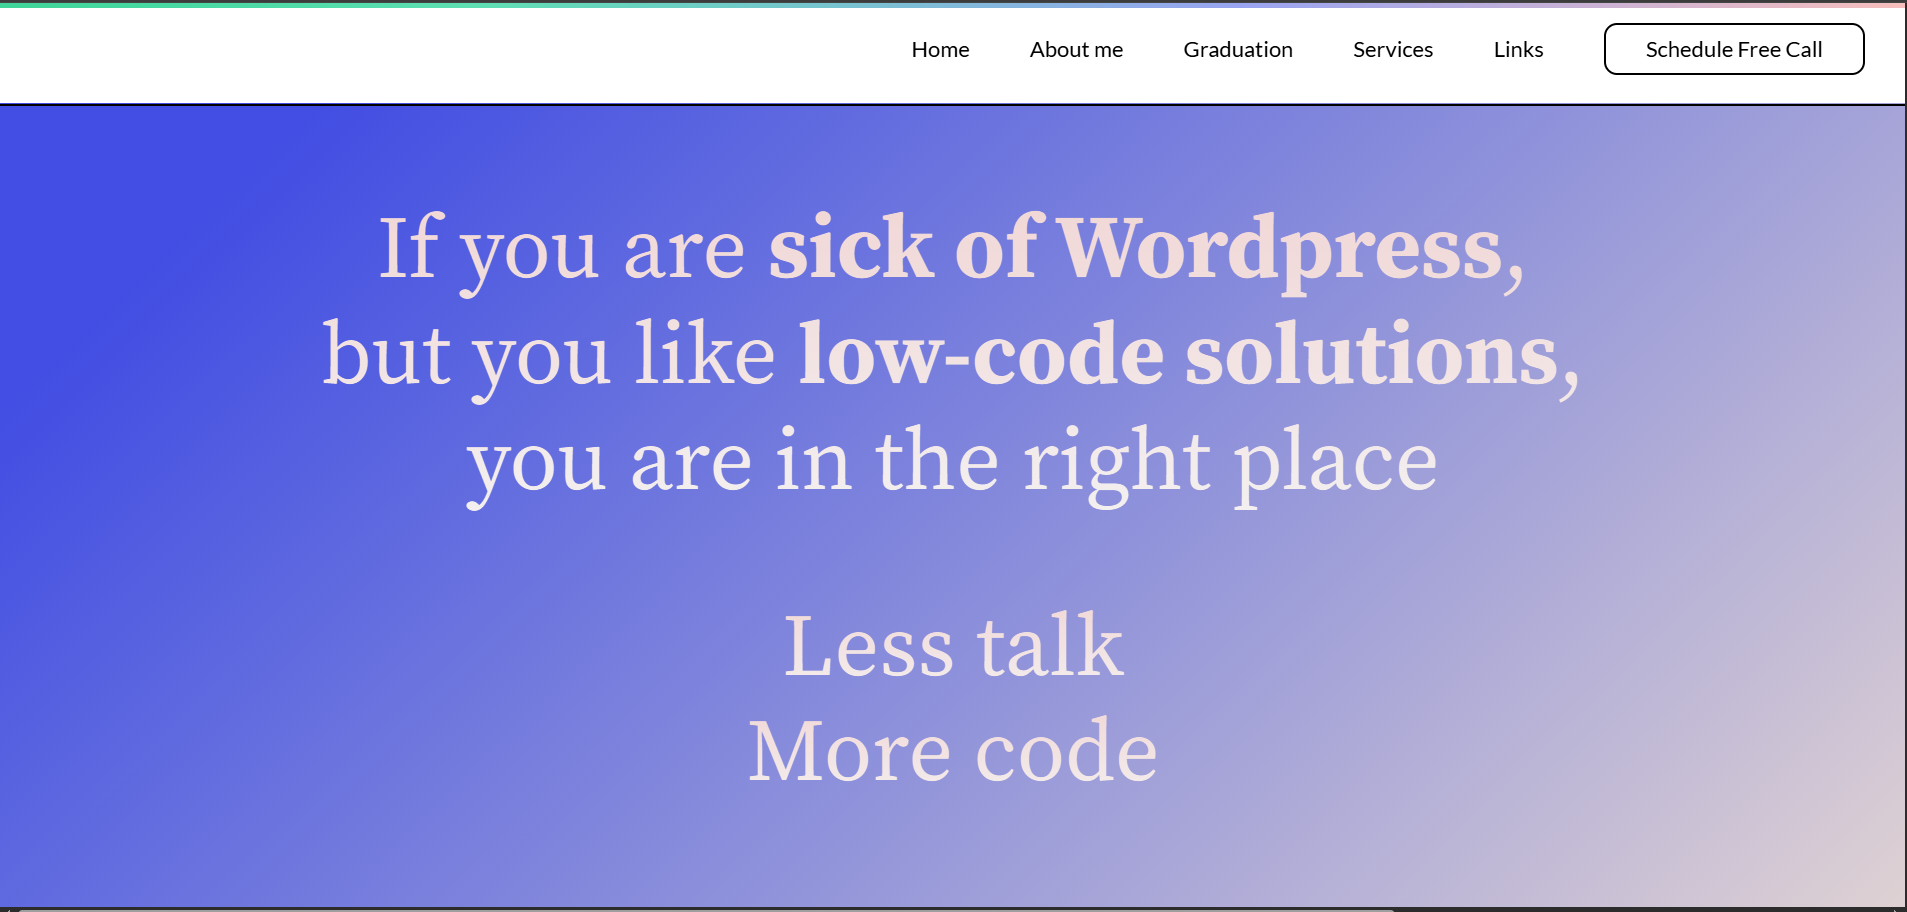 Home About me Graduation Services Links Schedule Free Call
If you are sick of Wordpress,
but you like low-code solutions,
you are in the right place
Less talk
More code